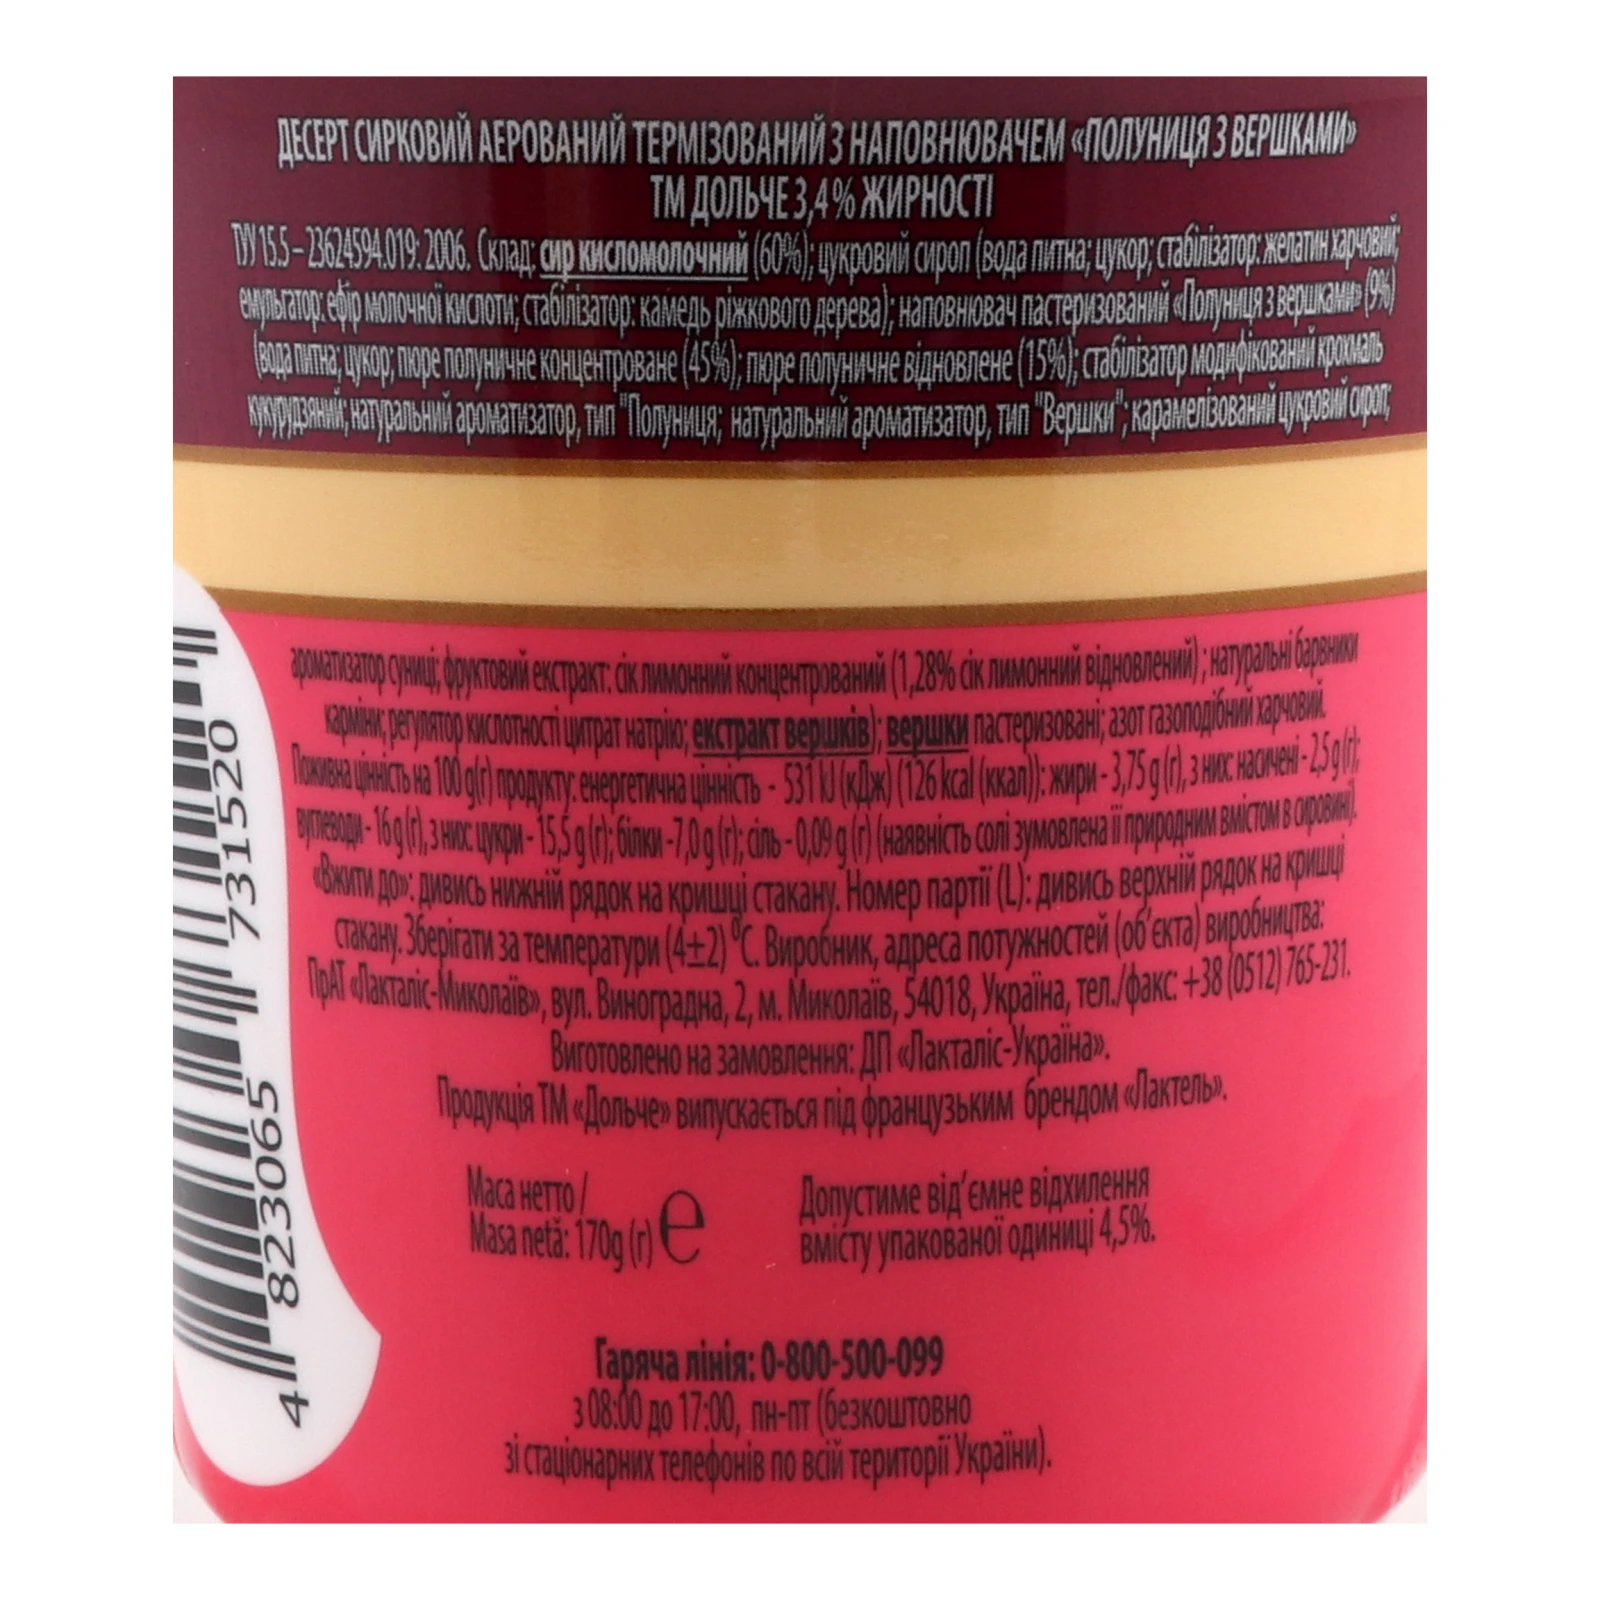 ДЕСЕРТ СИРКОВИЙ АЕРОВАНИЙ ТЕРМІЗОВАНИЙ З НАПОВНЮВАЧЕМ «ПОЛУНИЦЯ З ВЕРШКАМИ»
ТМ ДОЛЬЧЕ 3,4% ЖИРНОСТІ
ТУ У 15.5 – 23624594.019: 2006. Склад: сир кисломолочний (60%); цукровий сироп (вода питна; цукор; стабілізатор: желатин харчовий;
емульгатор: ефір молочної кислоти; стабілізатор: камедь ріжкового дерева); наповнювач пастеризований «Полуниця з вершками» (9%)
(вода питна; цукор; пюре полуничне концентроване (45%); пюре полуничне відновлене (15%); стабілізатор модифікований крохмаль
кукурудзяний; натуральний ароматизатор, тип "Полуниця; натуральний ароматизатор, тип "Вершки"; карамелізований цукровий сироп;
ароматизатор суниці; фруктовий екстракт: сік лимонний концентрований (1,28% сік лимонний відновлений) ; натуральні барвники
карміни; регулятор кислотності цитрат натрію; екстракт вершків); вершки пастеризовані; азот газоподібний харчовий.
Поживна цінність на 100 g(г) продукту: енергетична цінність - 531 kJ (кДж) (126 kcal (ккал)): жири - 3,75 g (г), з них насичені - 2,5 g (г);
вуглеводи - 16 g (г), з них цукри - 15,5 g (г); білки -7,0 g (г); сіль - 0,09 g (г) (наявність солі зумовлена її природним вмістом в сировині).
«Вжити до»: дивись нижній рядок на кришці стакану. Номер партії (L): дивись верхній рядок на кришці
стакану. Зберігати за температури (4±2) °С. Виробник, адреса потужностей (об'єкта) виробництва:
ПрАТ «Лакталіс-Миколаїв», вул. Виноградна, 2, м. Миколаїв, 54018, Україна, тел./факс: +38 (0512) 765-231.
Виготовлено на замовлення: ДП «Лакталіс-Україна».
Продукція ТМ «Дольче» випускається під французьким брендом «Лактель».
Маса нетто /
Masa netă: 170g (г) e
Допустиме від'ємне відхилення
вмісту упакованої одиниці 4,5%.
Гаряча лінія: 0-800-500-099
з 08:00 до 17:00, пн-пт (безкоштовно
зі стаціонарних телефонів по всій території України).
4 823065 731520